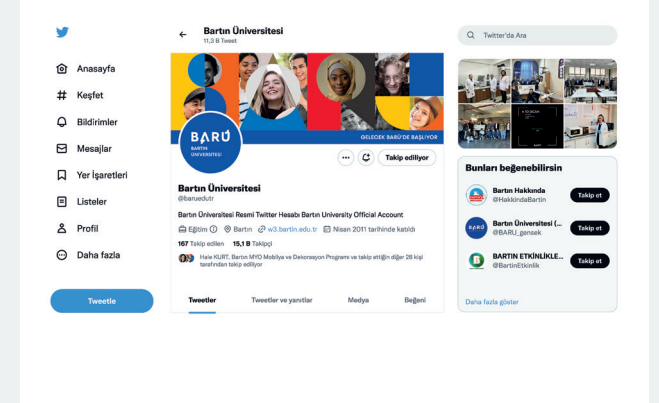 Bartın Üniversitesi
11,3 B Tweet
Twitter'da Ara
Anasayfa
Keşfet
Bildirimler
Mesajlar
Yer İşaretleri
Listeler
Profil
Daha fazla
Tweetle
GELECEK BARÜ'DE BAŞLIYOR
BARÜ
BARTIN
ÜNİVERSİTESİ
Takip ediliyor
Bartın Üniversitesi
@baruedutr
Bartın Üniversitesi Resmi Twitter Hesabı Bartın University Official Account
Eğitim Bartın w3.bartin.edu.tr Nisan 2011 tarihinde katıldı
167 Takip edilen 15,1 B Takipçi
Hale KURT, Bartın MYO Mobilya ve Dekorasyon Programı ve takip ettiğin diğer 28 kişi
tarafından takip ediliyor
Tweetler Tweetler ve yanıtlar Medya Beğeni
Bunları beğenebilirsin
Bartın Hakkında
@HakkindaBartin
Takip et
BARÜ
Bartın Üniversitesi (...
@BARU_gensek
Takip et
BARTIN ETKİNLİKLE...
@BartinEtkinlik
Takip et
Daha fazla göster